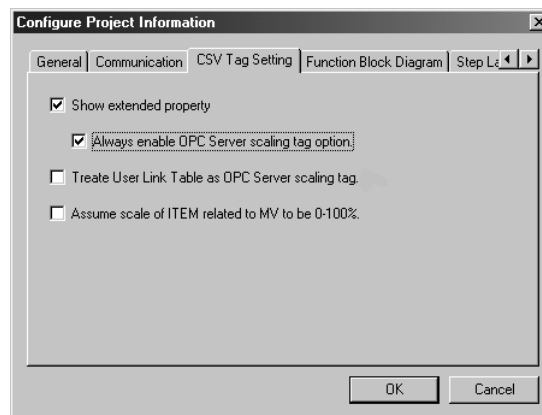 Configure Project Information
General Communication CSV Tag Setting Function Block Diagram Step La
Show extended property
Always enable OPC Server scaling tag option.
Treate User Link Table as OPC Server scaling tag.
Assume scale of ITEM related to MV to be 0-100%.
OK Cancel